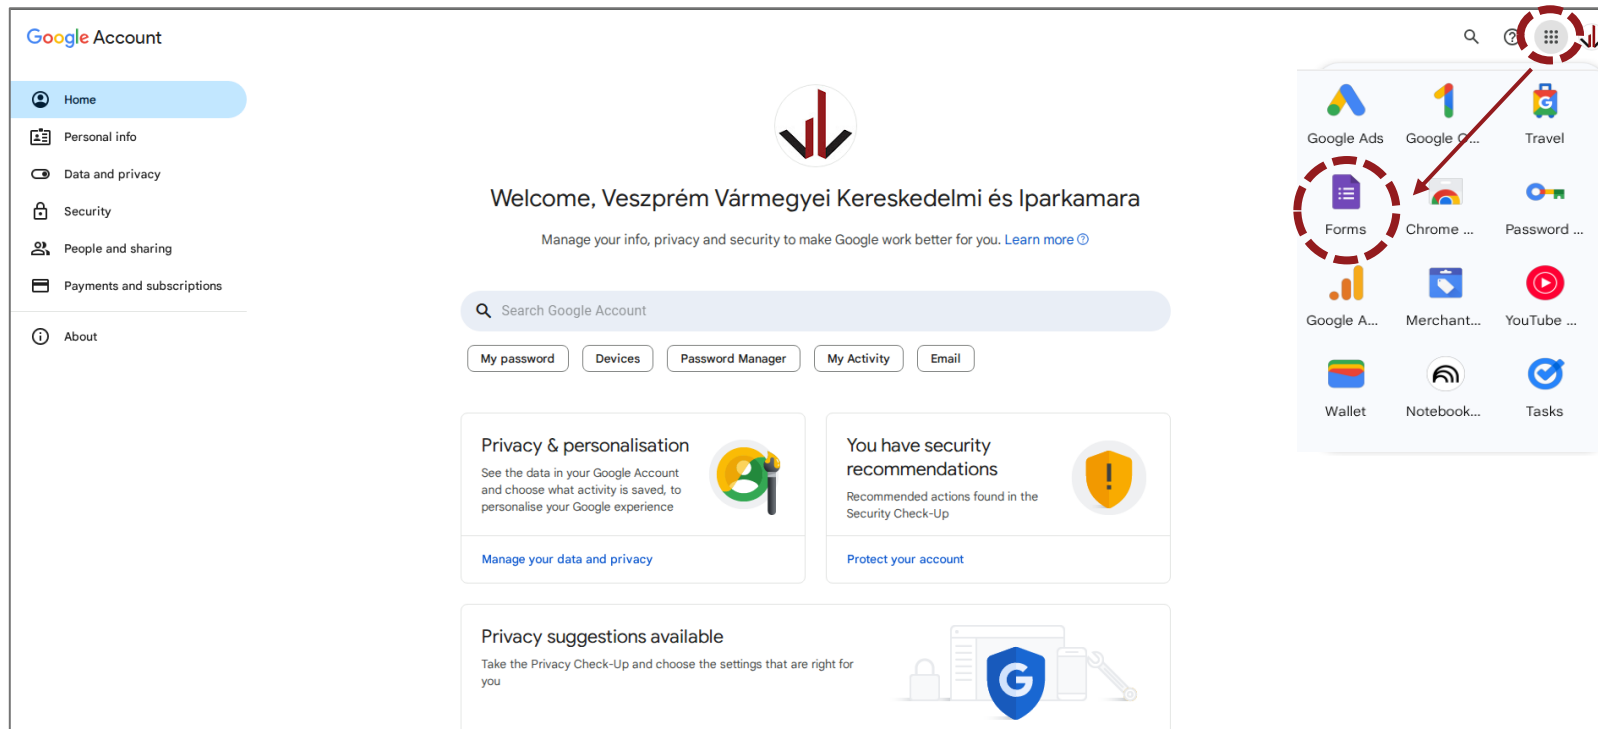 Google Account
Home
Personal info
Data and privacy
Security
People and sharing
Payments and subscriptions
About
Welcome, Veszprém Vármegyei Kereskedelmi és Iparkamara
Manage your info, privacy and security to make Google work better for you. Learn more
Search Google Account
My password
Devices
Password Manager
My Activity
Email
Privacy & personalisation
See the data in your Google Account
and choose what activity is saved, to
personalise your Google experience
Manage your data and privacy
You have security
recommendations
Recommended actions found in the
Security Check-Up
Protect your account
Privacy suggestions available
Take the Privacy Check-Up and choose the settings that are right for
you
G
Google Ads
Google O...
Travel
Forms
Chrome ...
Password ...
Google A...
Merchant...
YouTube ...
Wallet
Notebook...
Tasks